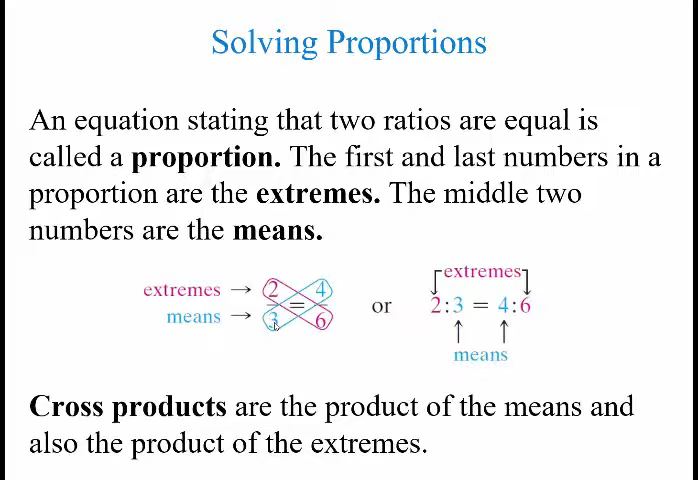 Solving Proportions
An equation stating that two ratios are equal is
called a proportion. The first and last numbers in a
proportion are the extremes. The middle two
numbers are the means.
extremes → 2/3 = 4/6
means →
or
extremes
2:3 = 4:6
means
Cross products are the product of the means and
also the product of the extremes.